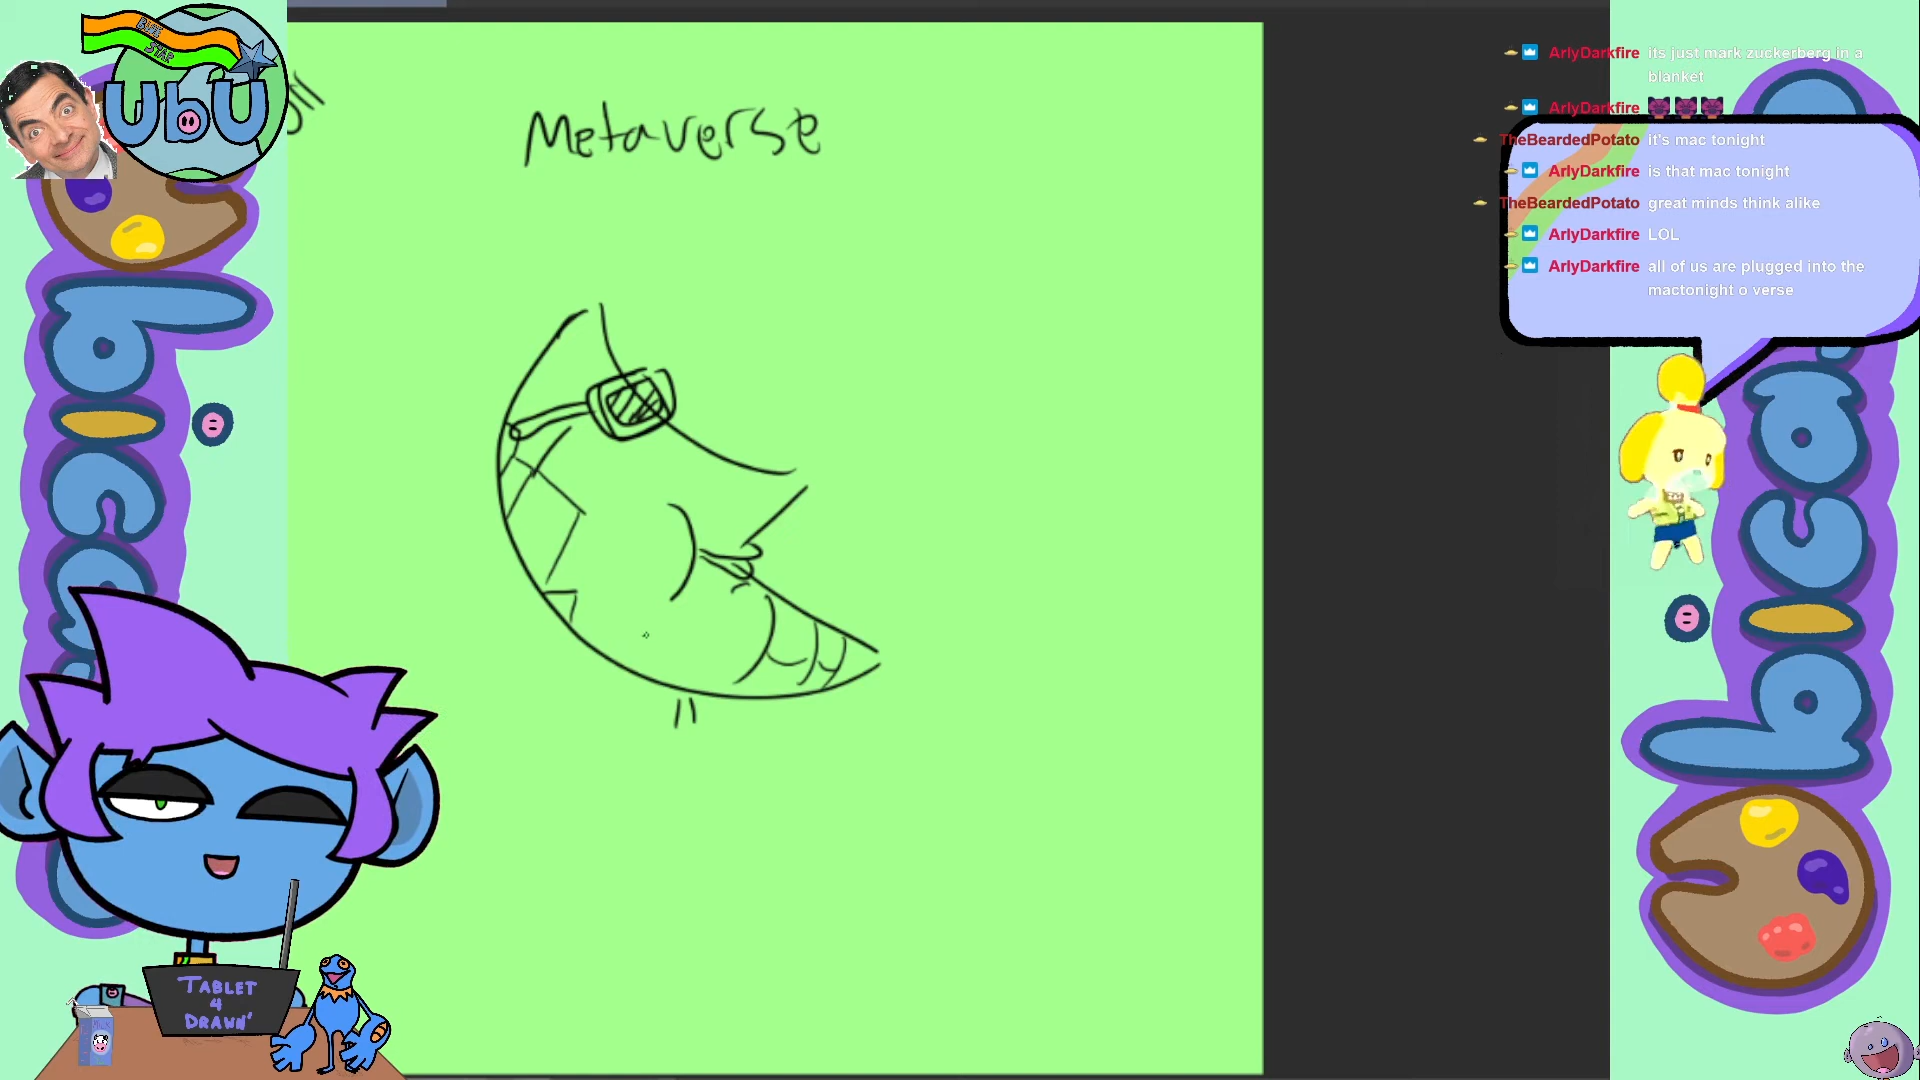 BLUE
STAR
UbU
Metaverse
ArlyDarkfire its just mark zuckerberg in a
blanket
ArlyDarkfire
TheBeardedPotato it's mac tonight
ArlyDarkfire is that mac tonight
TheBeardedPotato great minds think alike
ArlyDarkfire LOL
ArlyDarkfire all of us are plugged into the
mactonight o verse
TABLET
4
DRAWN'